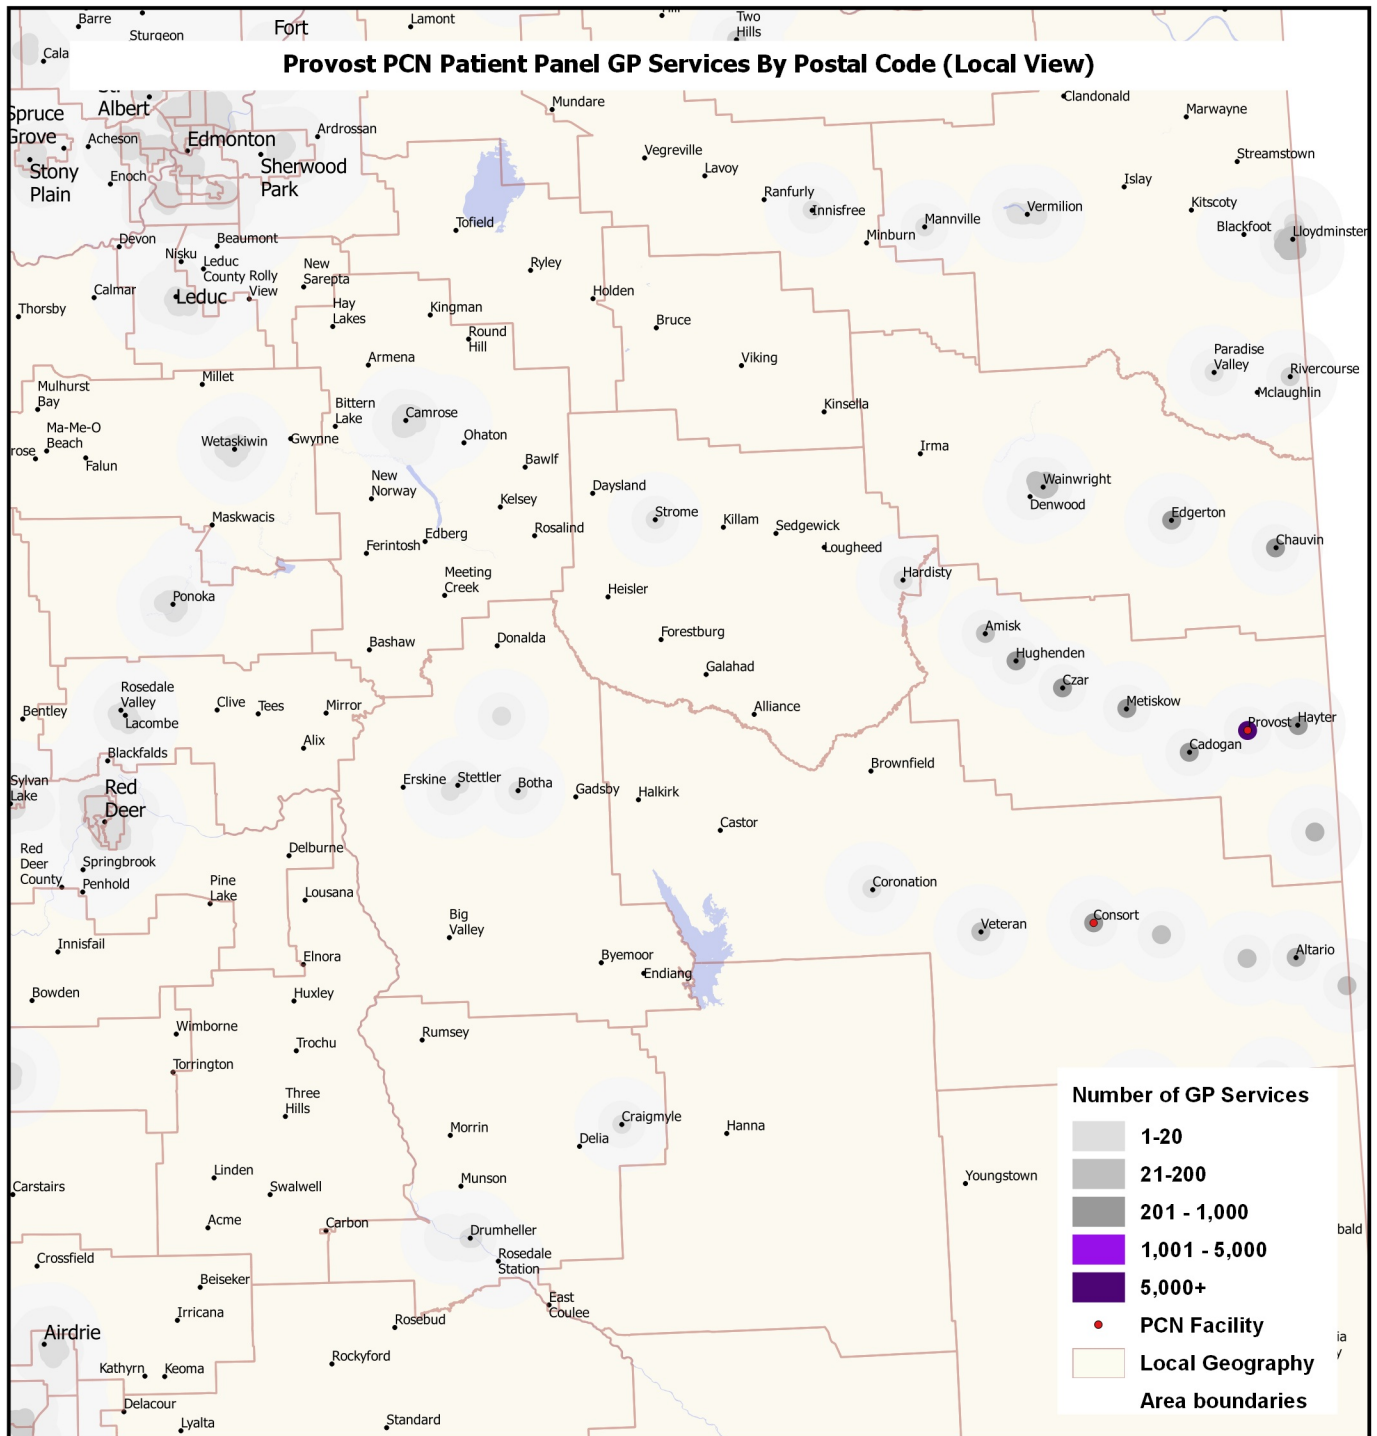 Barre
Sturgeon
Fort
Lamont
Two
Hills
Cala
Provost PCN Patient Panel GP Services By Postal Code (Local View)
Albert
Spruce
Grove
Acheson
Edmonton
Ardrossan
Sherwood
Park
Stony
Plain
Enoch
Mundare
Clandonald
Marwayne
Vegreville
Lavoy
Streamstown
Islay
Ranfurly
Innisfree
Mannville
Vermilion
Kitscoty
Blackfoot
Lloydminster
Minburn
Tofield
Devon
Beaumont
Nisku
Leduc
County
Rolly
View
New
Sarepta
Ryley
Calmar
Leduc
Holden
Thorsby
Hay
Lakes
Kingman
Bruce
Round
Hill
Armena
Viking
Paradise
Valley
Rivercourse
Mclaughlin
Millet
Mulhurst
Bay
Bittern
Lake
Camrose
Kinsella
Ma-Me-O
Beach
rose
Falun
Wetaskiwin
Gwynne
Ohaton
Irma
Bawlf
New
Norway
Daysland
Wainwright
Denwood
Kelsey
Strome
Killam
Sedgewick
Edgerton
Maskwacis
Rosalind
Edberg
Ferintosh
Lougheed
Chauvin
Meeting
Creek
Hardisty
Ponoka
Heisler
Bashaw
Donalda
Forestburg
Amisk
Hughenden
Galahad
Czar
Rosedale
Valley
Lacombe
Bentley
Clive
Tees
Mirror
Alliance
Metiskow
Provost
Hayter
Alix
Cadogan
Blackfalds
Brownfield
Sylvan
Lake
Red
Deer
Erskine
Stettler
Botha
Gadsby
Halkirk
Castor
Red
Deer
County
Springbrook
Penhold
Delburne
Pine
Lake
Lousana
Coronation
Big
Valley
Veteran
Consort
Innisfail
Elnora
Byemoor
Endiang
Altario
Bowden
Huxley
Wimborne
Rumsey
Trochu
Torrington
Three
Hills
Craigmyle
Morrin
Delia
Hanna
Linden
Munson
Youngstown
Carstairs
Swalwell
Acme
Carbon
Drumheller
Rosedale
Station
Crossfield
Beiseker
East
Coulee
Irricana
Rosebud
Airdrie
Rockyford
Kathyrn
Keoma
Delacour
Lyalta
Standard
Number of GP Services
1-20
21-200
201 - 1,000
1,001 - 5,000
5,000+
PCN Facility
Local Geography
Area boundaries
bald
ia